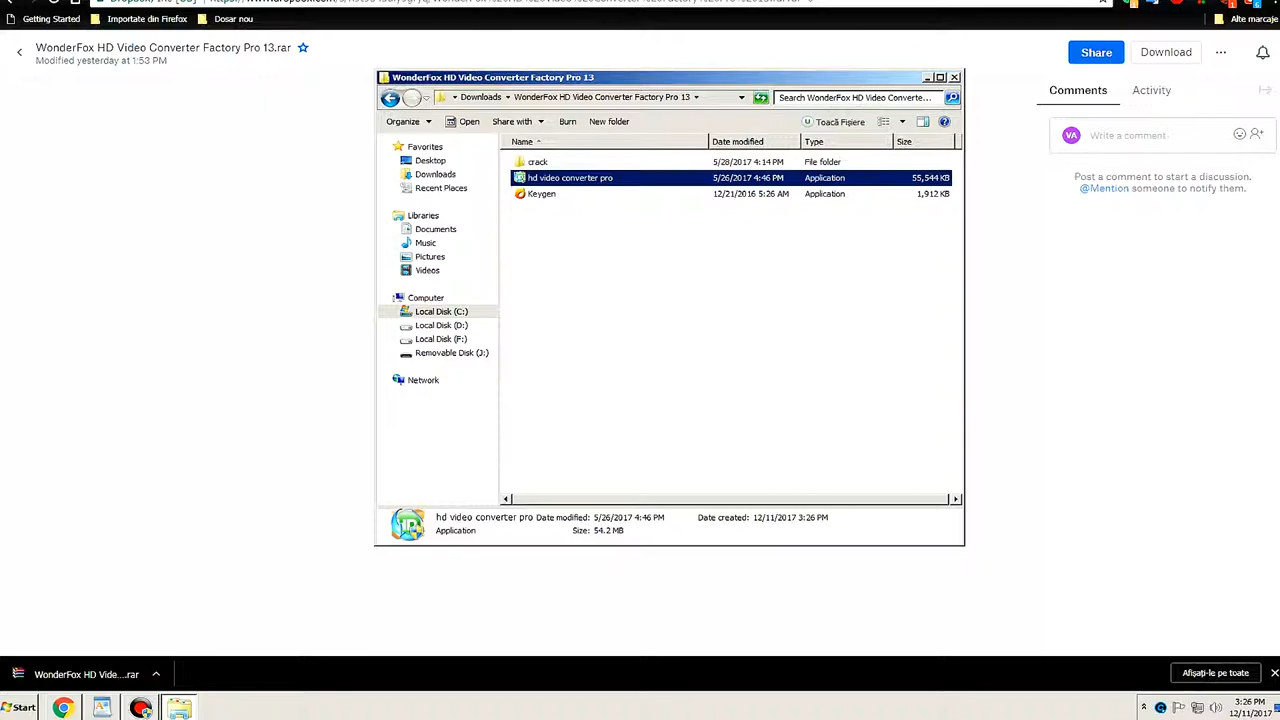 Getting Started Importate din Firefox Dosar nou
Alte marcaje
WonderFox HD Video Converter Factory Pro 13.rar
Modified yesterday at 1:53 PM
Share Download
Comments Activity
VA Write a comment
Post a comment to start a discussion.
@Mention someone to notify them.
WonderFox HD Video Converter Factory Pro 13
Downloads WonderFox HD Video Converter Factory Pro 13
Search WonderFox HD Video Converte...
Organize Open Share with Burn New folder
Toacă Fişiere
Name Date modified Type Size
crack 5/28/2017 4:14 PM File folder
hd video converter pro 5/26/2017 4:46 PM Application 55,544 KB
Keygen 12/21/2016 5:26 AM Application 1,912 KB
Favorites
Desktop
Downloads
Recent Places
Libraries
Documents
Music
Pictures
Videos
Computer
Local Disk (C:)
Local Disk (D:)
Local Disk (F:)
Removable Disk (J:)
Network
hd video converter pro Date modified: 5/26/2017 4:46 PM Date created: 12/11/2017 3:26 PM
Application Size: 54.2 MB
WonderFox HD Vide....rar
Afişaţi-le pe toate
Start
3:26 PM
12/11/2017